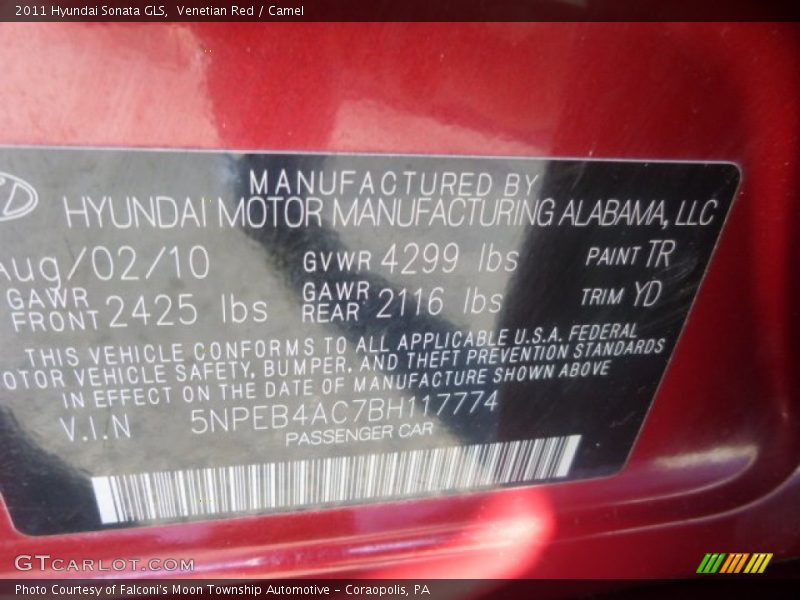 2011 Hyundai Sonata GLS, Venetian Red / Camel
MANUFACTURED BY
HYUNDAI MOTOR MANUFACTURING ALABAMA, LLC
Aug/02/10 GVWR 4299 lbs PAINT TR
GAWR FRONT 2425 lbs GAWR REAR 2116 lbs TRIM YD
THIS VEHICLE CONFORMS TO ALL APPLICABLE U.S.A. FEDERAL
OTOR VEHICLE SAFETY, BUMPER, AND THEFT PREVENTION STANDARDS
IN EFFECT ON THE DATE OF MANUFACTURE SHOWN ABOVE
V.I.N 5NPEB4AC7BH117774
PASSENGER CAR
GTCARLOT.COM
Photo Courtesy of Falconi's Moon Township Automotive - Coraopolis, PA